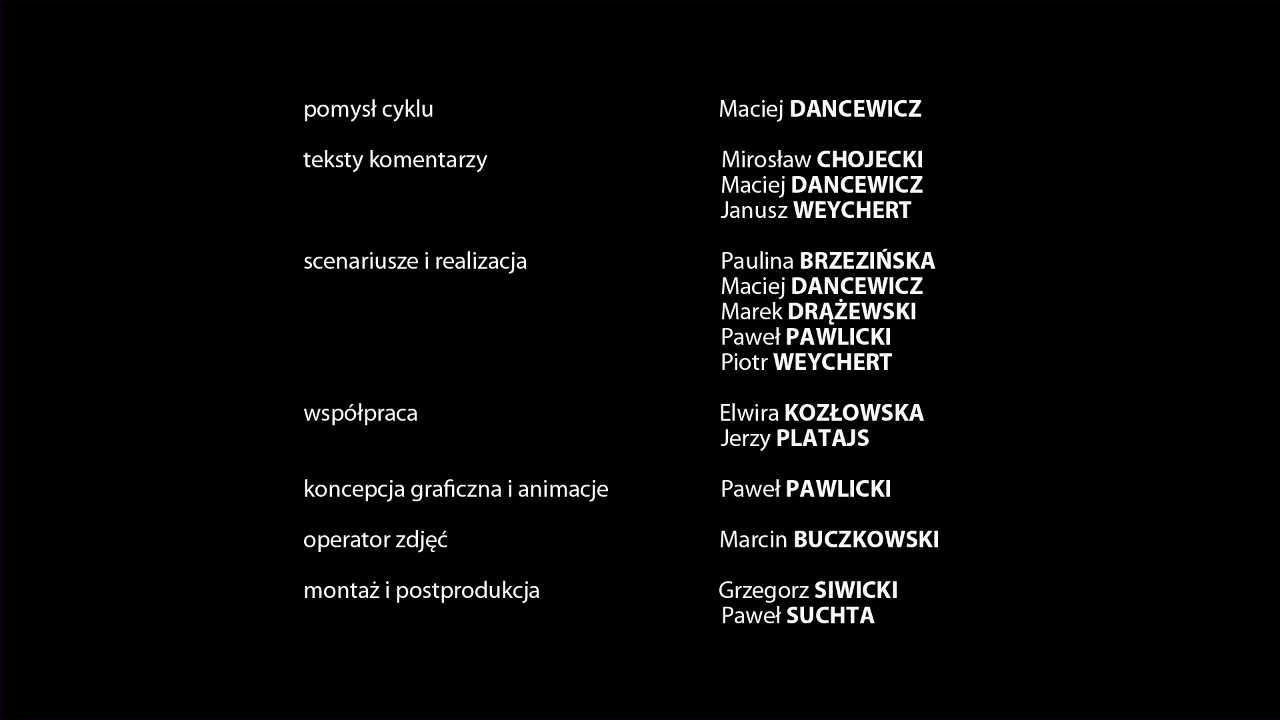 pomysł cyklu Maciej DANCEWICZ
teksty komentarzy Mirosław CHOJECKI
Maciej DANCEWICZ
Janusz WEYCHERT
scenariusze i realizacja Paulina BRZEZIŃSKA
Maciej DANCEWICZ
Marek DRĄŻEWSKI
Paweł PAWLICKI
Piotr WEYCHERT
współpraca Elwira KOZŁOWSKA
Jerzy PLATAJS
koncepcja graficzna i animacje Paweł PAWLICKI
operator zdjęć Marcin BUCZKOWSKI
montaż i postprodukcja Grzegorz SIWICKI
Paweł SUCHTA